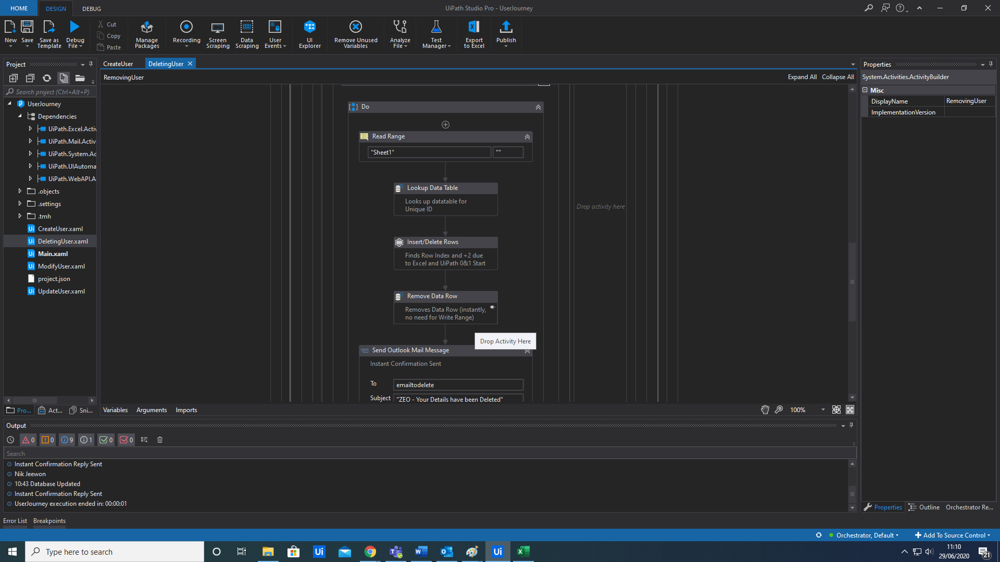 HOME
DESIGN
DEBUG
UiPath Studio Pro - UserJourney
New
Save
Save as
Template
Debug
File
Cut
Copy
Paste
Manage
Packages
Recording
Screen
Scraping
Data
Scraping
User
Events
UI
Explorer
Remove Unused
Variables
Analyze
File
Test
Manager
Export
to Excel
Publish
Project
Search project (Ctrl+Alt+P)
UserJourney
Dependencies
UiPath.Excel.Activ
UiPath.Mail.Activ
UiPath.System.Ac
UiPath.UIAutoma
UiPath.WebAPI.A
.objects
.settings
.tmh
CreateUser.xaml
DeletingUser.xaml
Main.xaml
ModifyUser.xaml
project.json
UpdateUser.xaml
Pro...
Act...
Sni...
CreateUser
DeletingUser
RemovingUser
Expand All
Collapse All
Do
Read Range
"Sheet1"
""
Lookup Data Table
Looks up datatable for
Unique ID
Insert/Delete Rows
Finds Row Index and +2 due
to Excel and UiPath 0&1 Start
Remove Data Row
Removes Data Row (instantly,
no need for Write Range)
Drop Activity Here
Send Outlook Mail Message
Instant Confirmation Sent
To
emailtodelete
Subject
"ZEO - Your Details have been Deleted"
Drop activity here
Variables
Arguments
Imports
100%
Properties
System.Activities.ActivityBuilder
Misc
DisplayName
RemovingUser
ImplementationVersion
Properties
Outline
Orchestrator Re...
Output
0
0
9
1
0
0
Search
Instant Confirmation Reply Sent
Nik Jeewon
10:43 Database Updated
Instant Confirmation Reply Sent
UserJourney execution ended in: 00:00:01
Error List
Breakpoints
Orchestrator, Default
Add To Source Control
Type here to search
11:10
29/06/2020
21